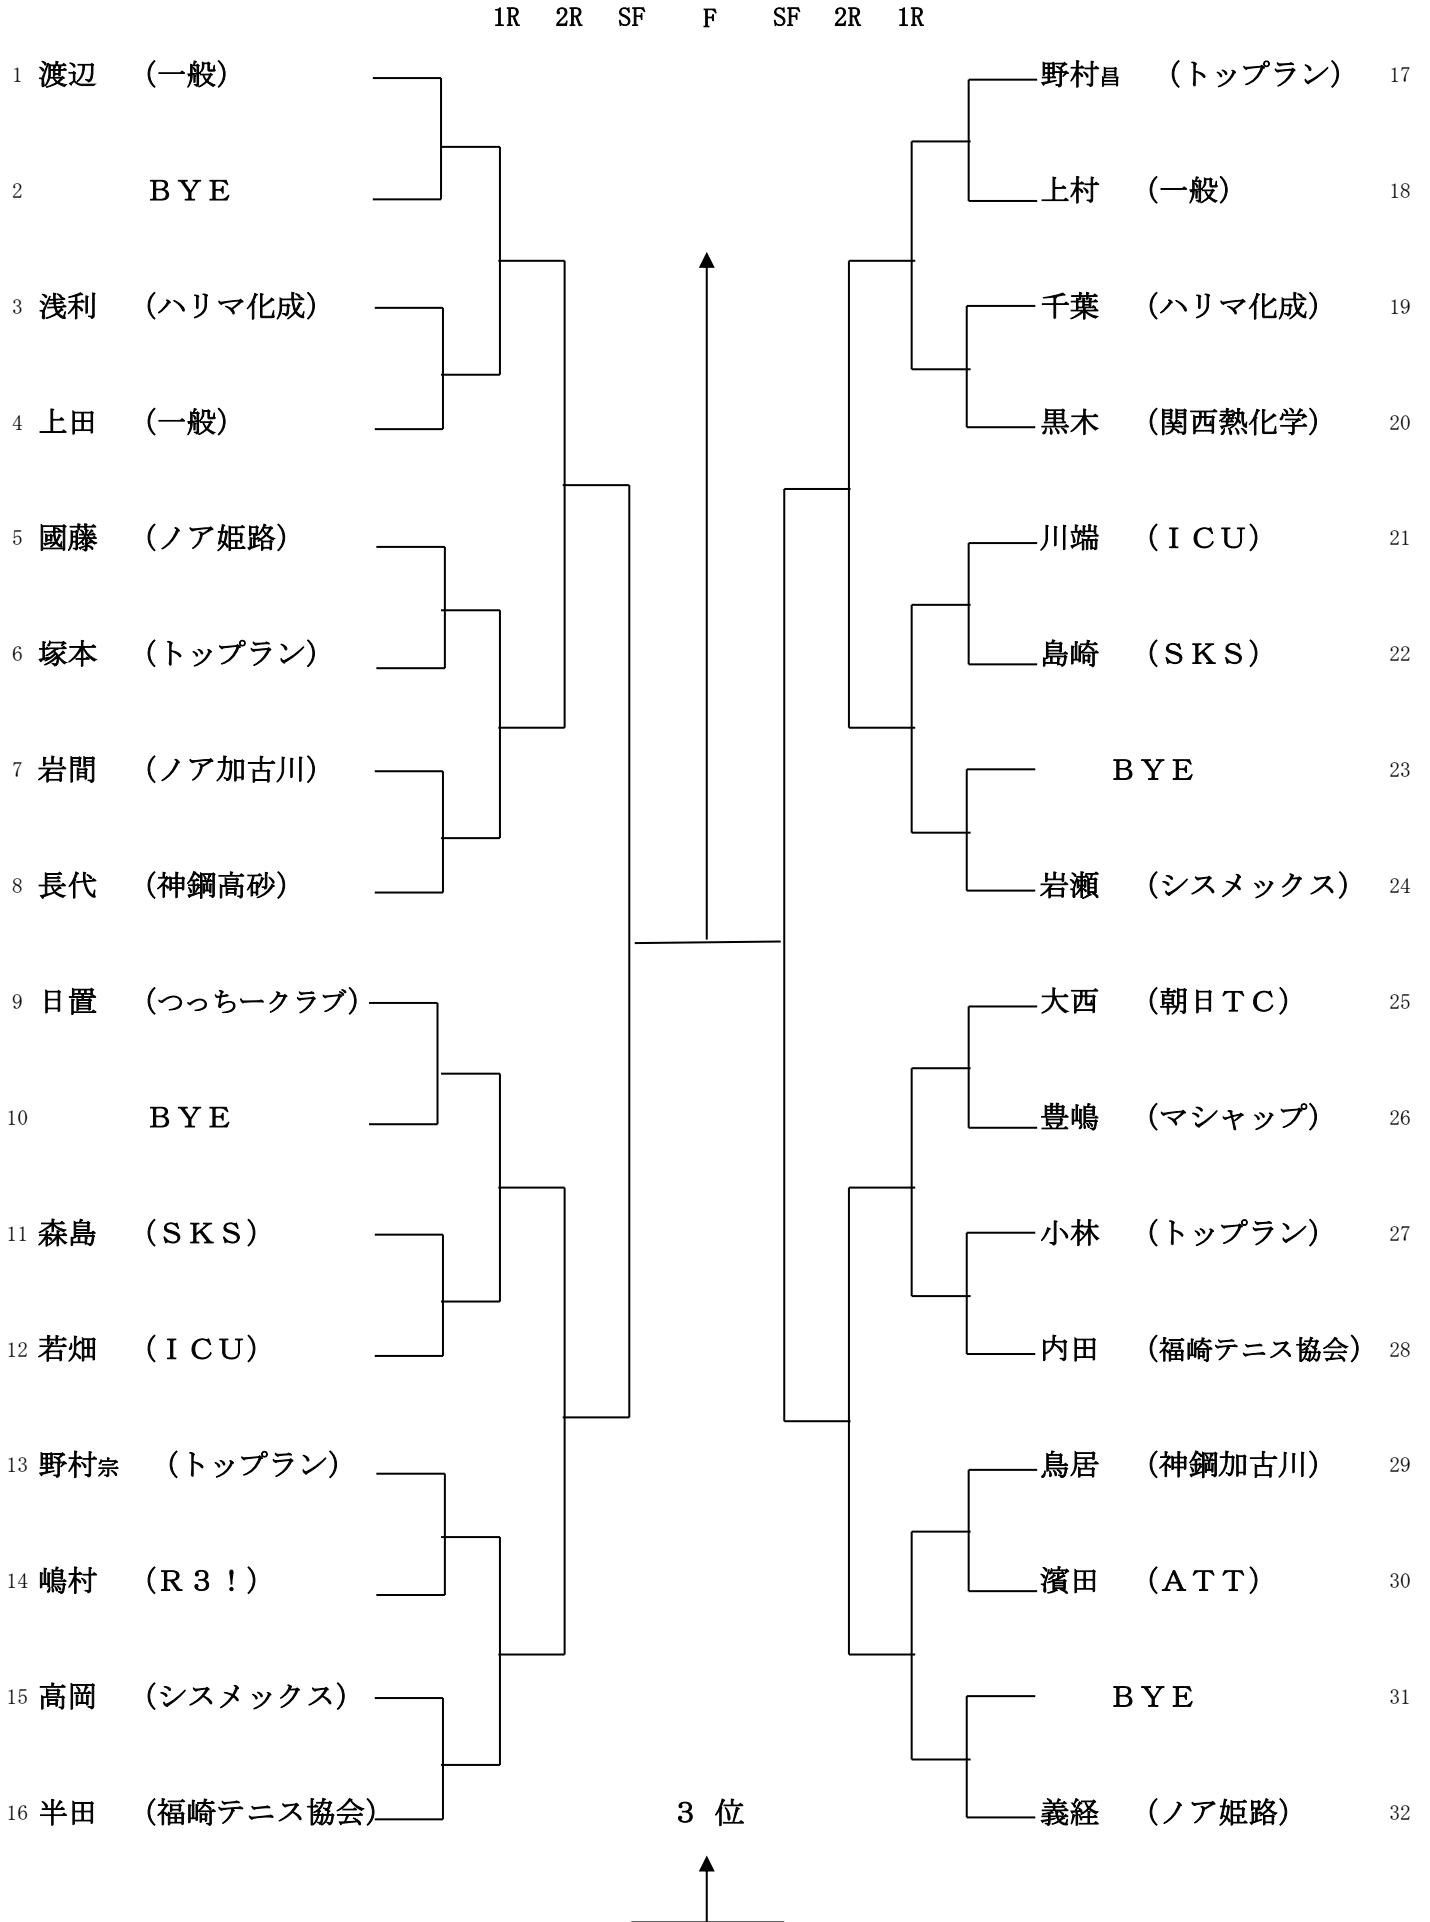 1R 2R SF F SF 2R 1R
1 渡辺 (一般)
2 ＢＹＥ
3 浅利 (ハリマ化成)
4 上田 (一般)
5 國藤 (ノア姫路)
6 塚本 (トップラン)
7 岩間 (ノア加古川)
8 長代 (神鋼高砂)
9 日置 (つっちークラブ)
10 ＢＹＥ
11 森島 (ＳＫＳ)
12 若畑 (ＩＣＵ)
13 野村宗 (トップラン)
14 嶋村 (Ｒ３！)
15 高岡 (シスメックス)
16 半田 (福崎テニス協会)
野村昌 (トップラン) 17
上村 (一般) 18
千葉 (ハリマ化成) 19
黒木 (関西熱化学) 20
川端 (ＩＣＵ) 21
島崎 (ＳＫＳ) 22
ＢＹＥ 23
岩瀬 (シスメックス) 24
大西 (朝日ＴＣ) 25
豊嶋 (マシャップ) 26
小林 (トップラン) 27
内田 (福崎テニス協会) 28
鳥居 (神鋼加古川) 29
濱田 (ＡＴＴ) 30
ＢＹＥ 31
義経 (ノア姫路) 32
３ 位